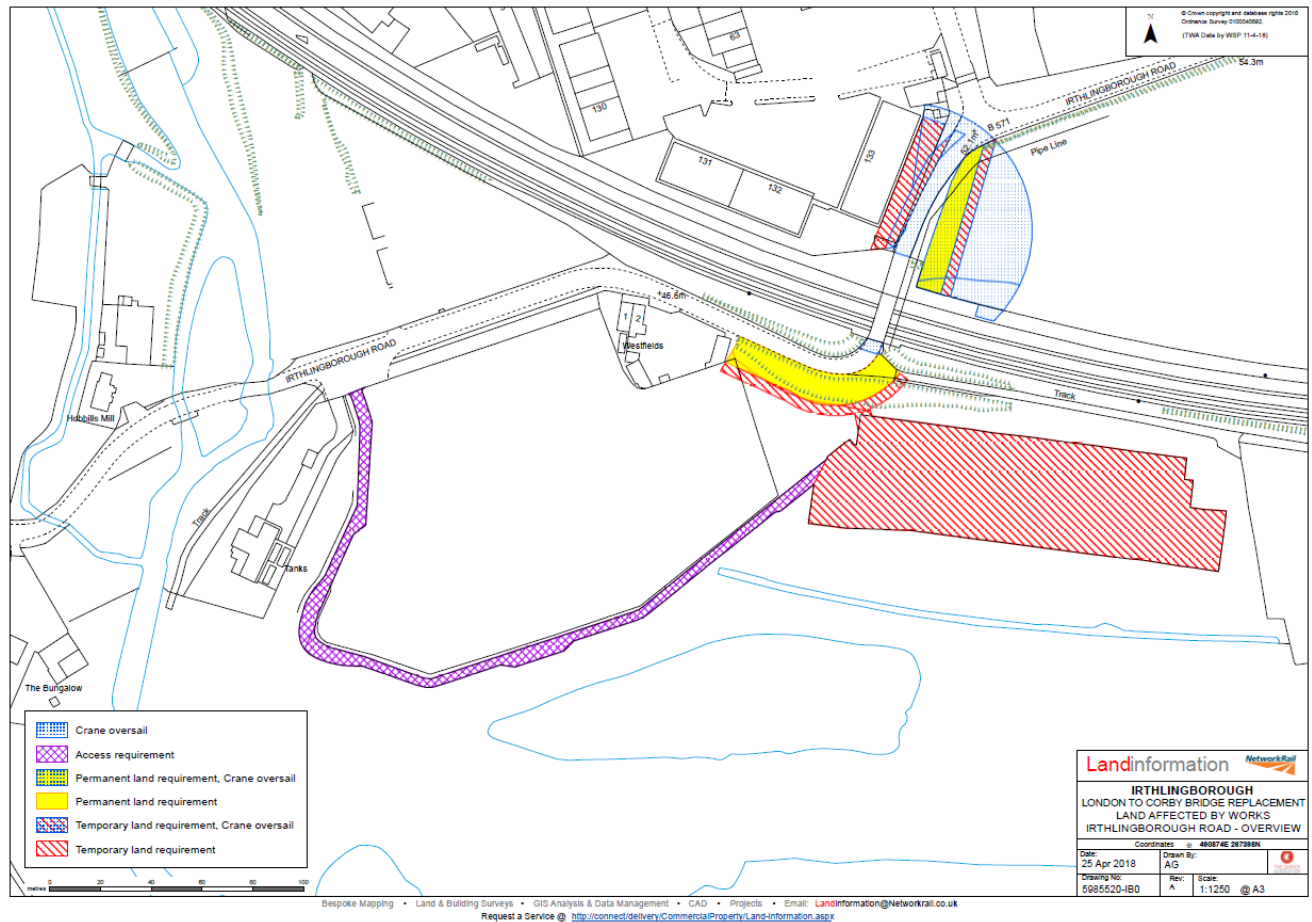 N
© Crown copyright and database rights 2018
Ordnance Survey 0100040692.
(TWA Data by WSP 11-4-18)
54.3m
63
130
IRTHLINGBOROUGH ROAD
B 571
52.1m
Pipe Line
131
132
133
+46.6m
1 2
Westfields
IRTHLINGBOROUGH ROAD
Track
Hobbills Mill
Track
Tanks
The Bungalow
Crane oversail
Access requirement
Permanent land requirement, Crane oversail
Permanent land requirement
Temporary land requirement, Crane oversail
Temporary land requirement
metres 0 20 40 60 80 100
Landinformation NetworkRail
IRTHLINGBOROUGH
LONDON TO CORBY BRIDGE REPLACEMENT
LAND AFFECTED BY WORKS
IRTHLINGBOROUGH ROAD - OVERVIEW
Coordinates @ 490874E 267398N
Date: Drawn By:
25 Apr 2018 AG
Drawing No: Rev: Scale:
5985520-IB0 A 1:1250 @ A3
Bespoke Mapping • Land & Building Surveys • GIS Analysis & Data Management • CAD • Projects • Email: LandInformation@Networkrail.co.uk
Request a Service @ http://connect/delivery/CommercialProperty/Land-information.aspx